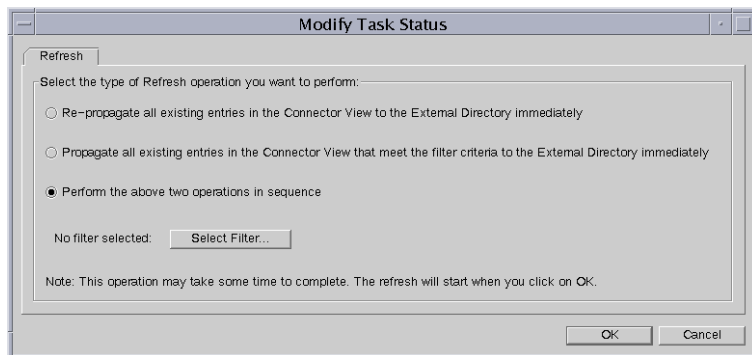 Modify Task Status
Refresh
Select the type of Refresh operation you want to perform:
Re-propagate all existing entries in the Connector View to the External Directory immediately
Propagate all existing entries in the Connector View that meet the filter criteria to the External Directory immediately
Perform the above two operations in sequence
No filter selected: Select Filter...
Note: This operation may take some time to complete. The refresh will start when you click on OK.
OK Cancel